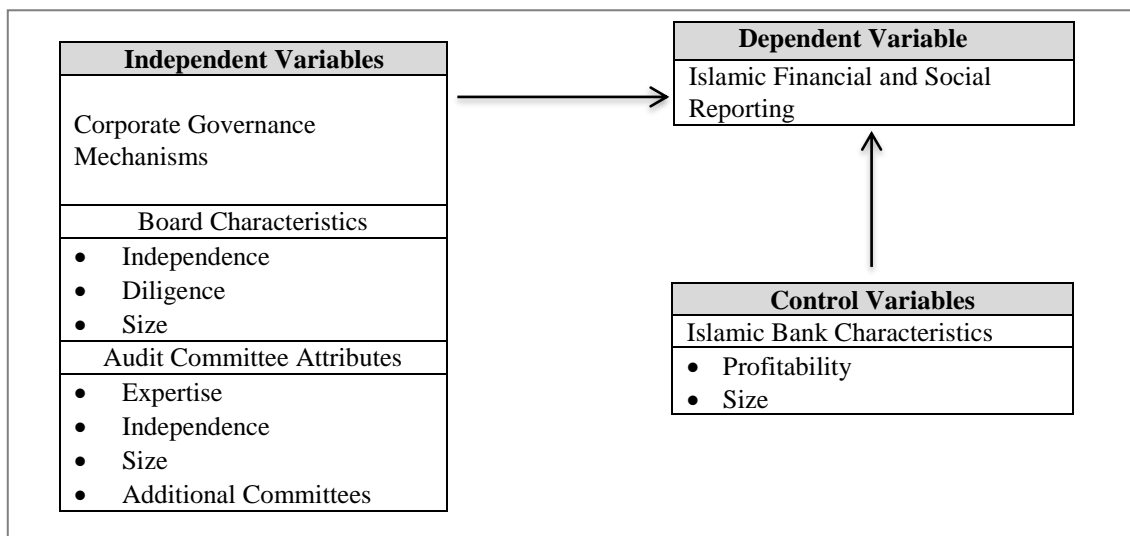 Independent Variables
Corporate Governance
Mechanisms
Board Characteristics
• Independence
• Diligence
• Size
Audit Committee Attributes
• Expertise
• Independence
• Size
• Additional Committees
Dependent Variable
Islamic Financial and Social
Reporting
Control Variables
Islamic Bank Characteristics
• Profitability
• Size